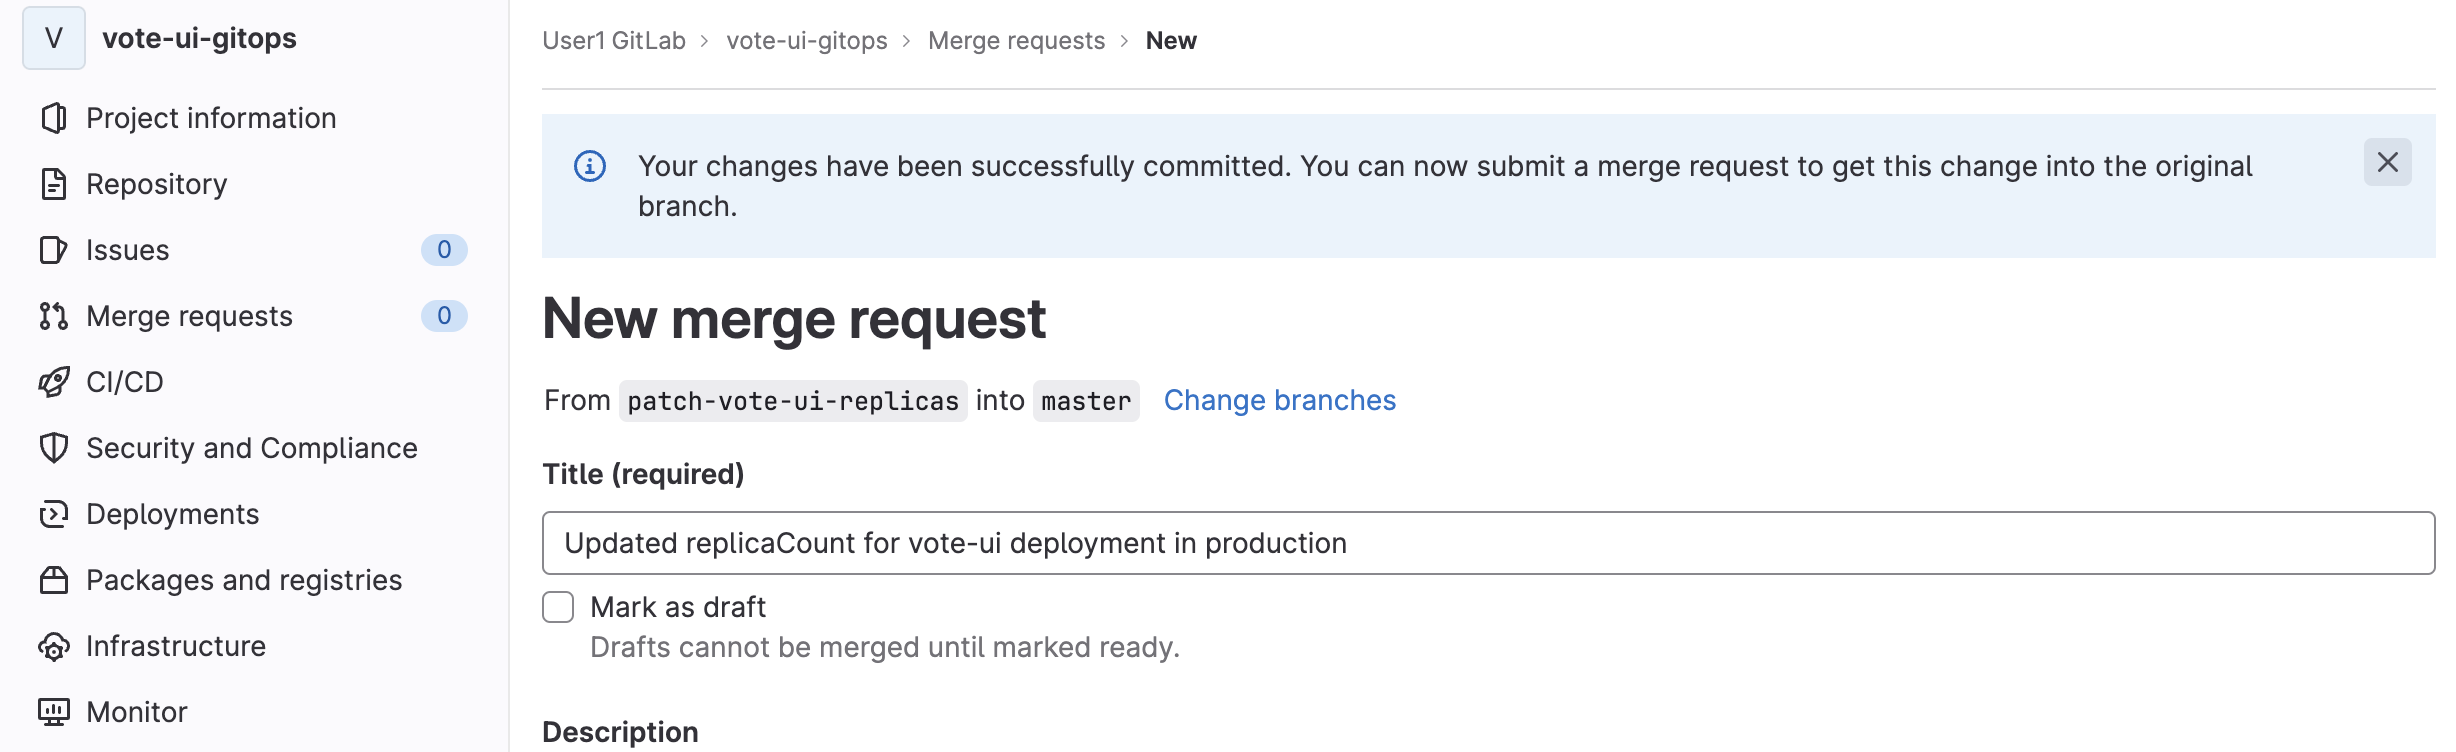 V vote-ui-gitops
Project information
Repository
Issues 0
Merge requests 0
CI/CD
Security and Compliance
Deployments
Packages and registries
Infrastructure
Monitor
User1 GitLab > vote-ui-gitops > Merge requests > New
Your changes have been successfully committed. You can now submit a merge request to get this change into the original
branch.
New merge request
From patch-vote-ui-replicas into master Change branches
Title (required)
Updated replicaCount for vote-ui deployment in production
Mark as draft
Drafts cannot be merged until marked ready.
Description